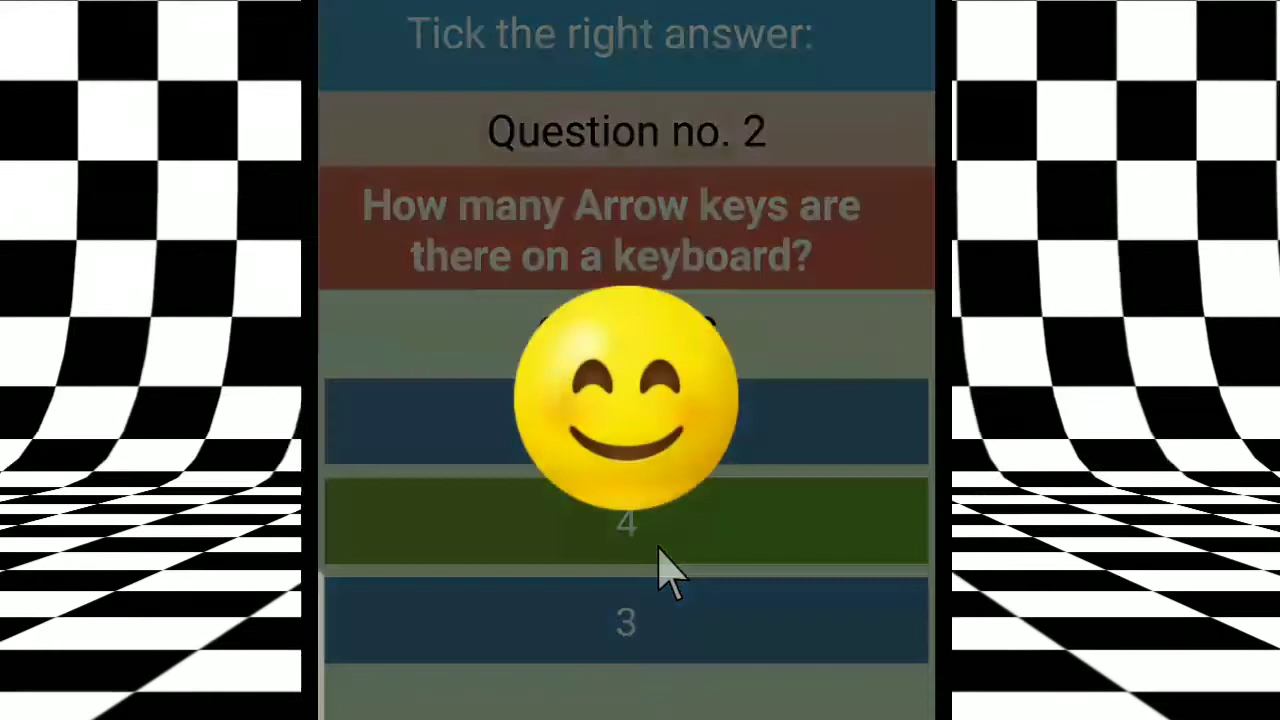 Tick the right answer:
Question no. 2
How many Arrow keys are
there on a keyboard?
4
3